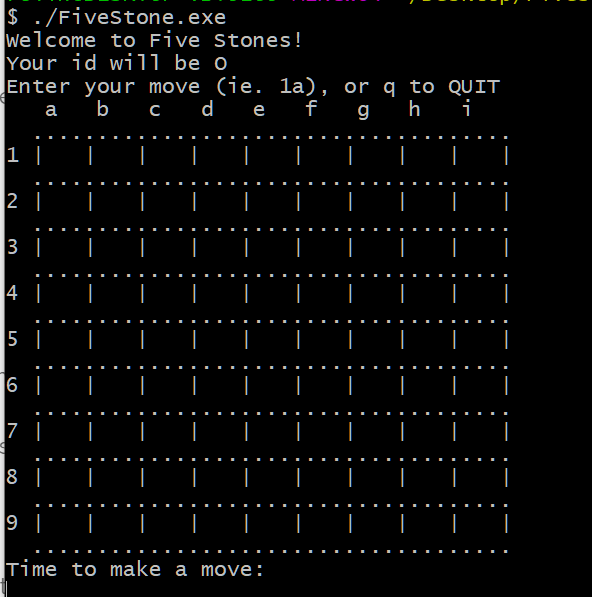 $ ./FiveStone.exe
Welcome to Five Stones!
Your id will be O
Enter your move (ie. 1a), or q to QUIT
a b c d e f g h i
.....................................
1 | | | | | | | | | |
.....................................
2 | | | | | | | | | |
.....................................
3 | | | | | | | | | |
.....................................
4 | | | | | | | | | |
.....................................
5 | | | | | | | | | |
.....................................
6 | | | | | | | | | |
.....................................
7 | | | | | | | | | |
.....................................
8 | | | | | | | | | |
.....................................
9 | | | | | | | | | |
.....................................
Time to make a move: